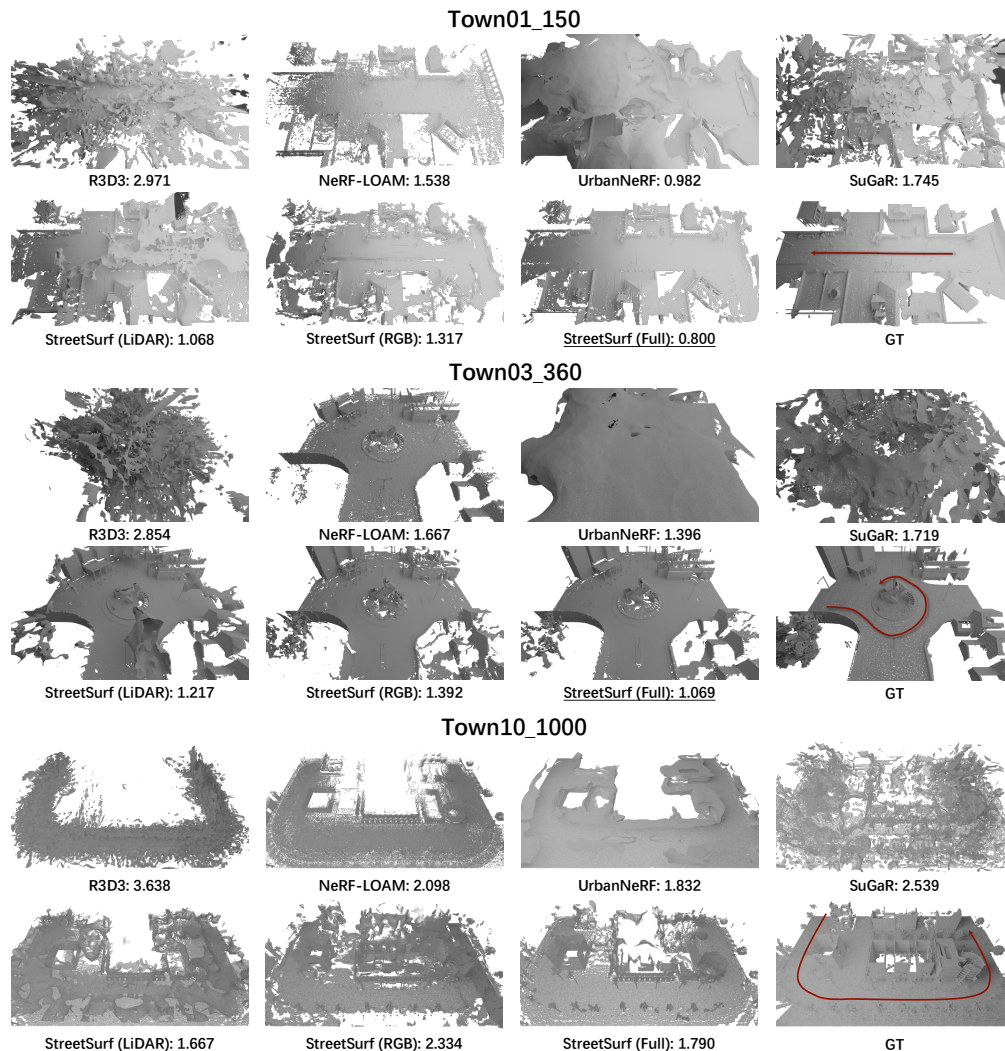 Town01_150
R3D3: 2.971
NeRF-LOAM: 1.538
UrbanNeRF: 0.982
SuGaR: 1.745
StreetSurf (LiDAR): 1.068
StreetSurf (RGB): 1.317
StreetSurf (Full): 0.800
GT
Town03_360
R3D3: 2.854
NeRF-LOAM: 1.667
UrbanNeRF: 1.396
SuGaR: 1.719
StreetSurf (LiDAR): 1.217
StreetSurf (RGB): 1.392
StreetSurf (Full): 1.069
GT
Town10_1000
R3D3: 3.638
NeRF-LOAM: 2.098
UrbanNeRF: 1.832
SuGaR: 2.539
StreetSurf (LiDAR): 1.667
StreetSurf (RGB): 2.334
StreetSurf (Full): 1.790
GT